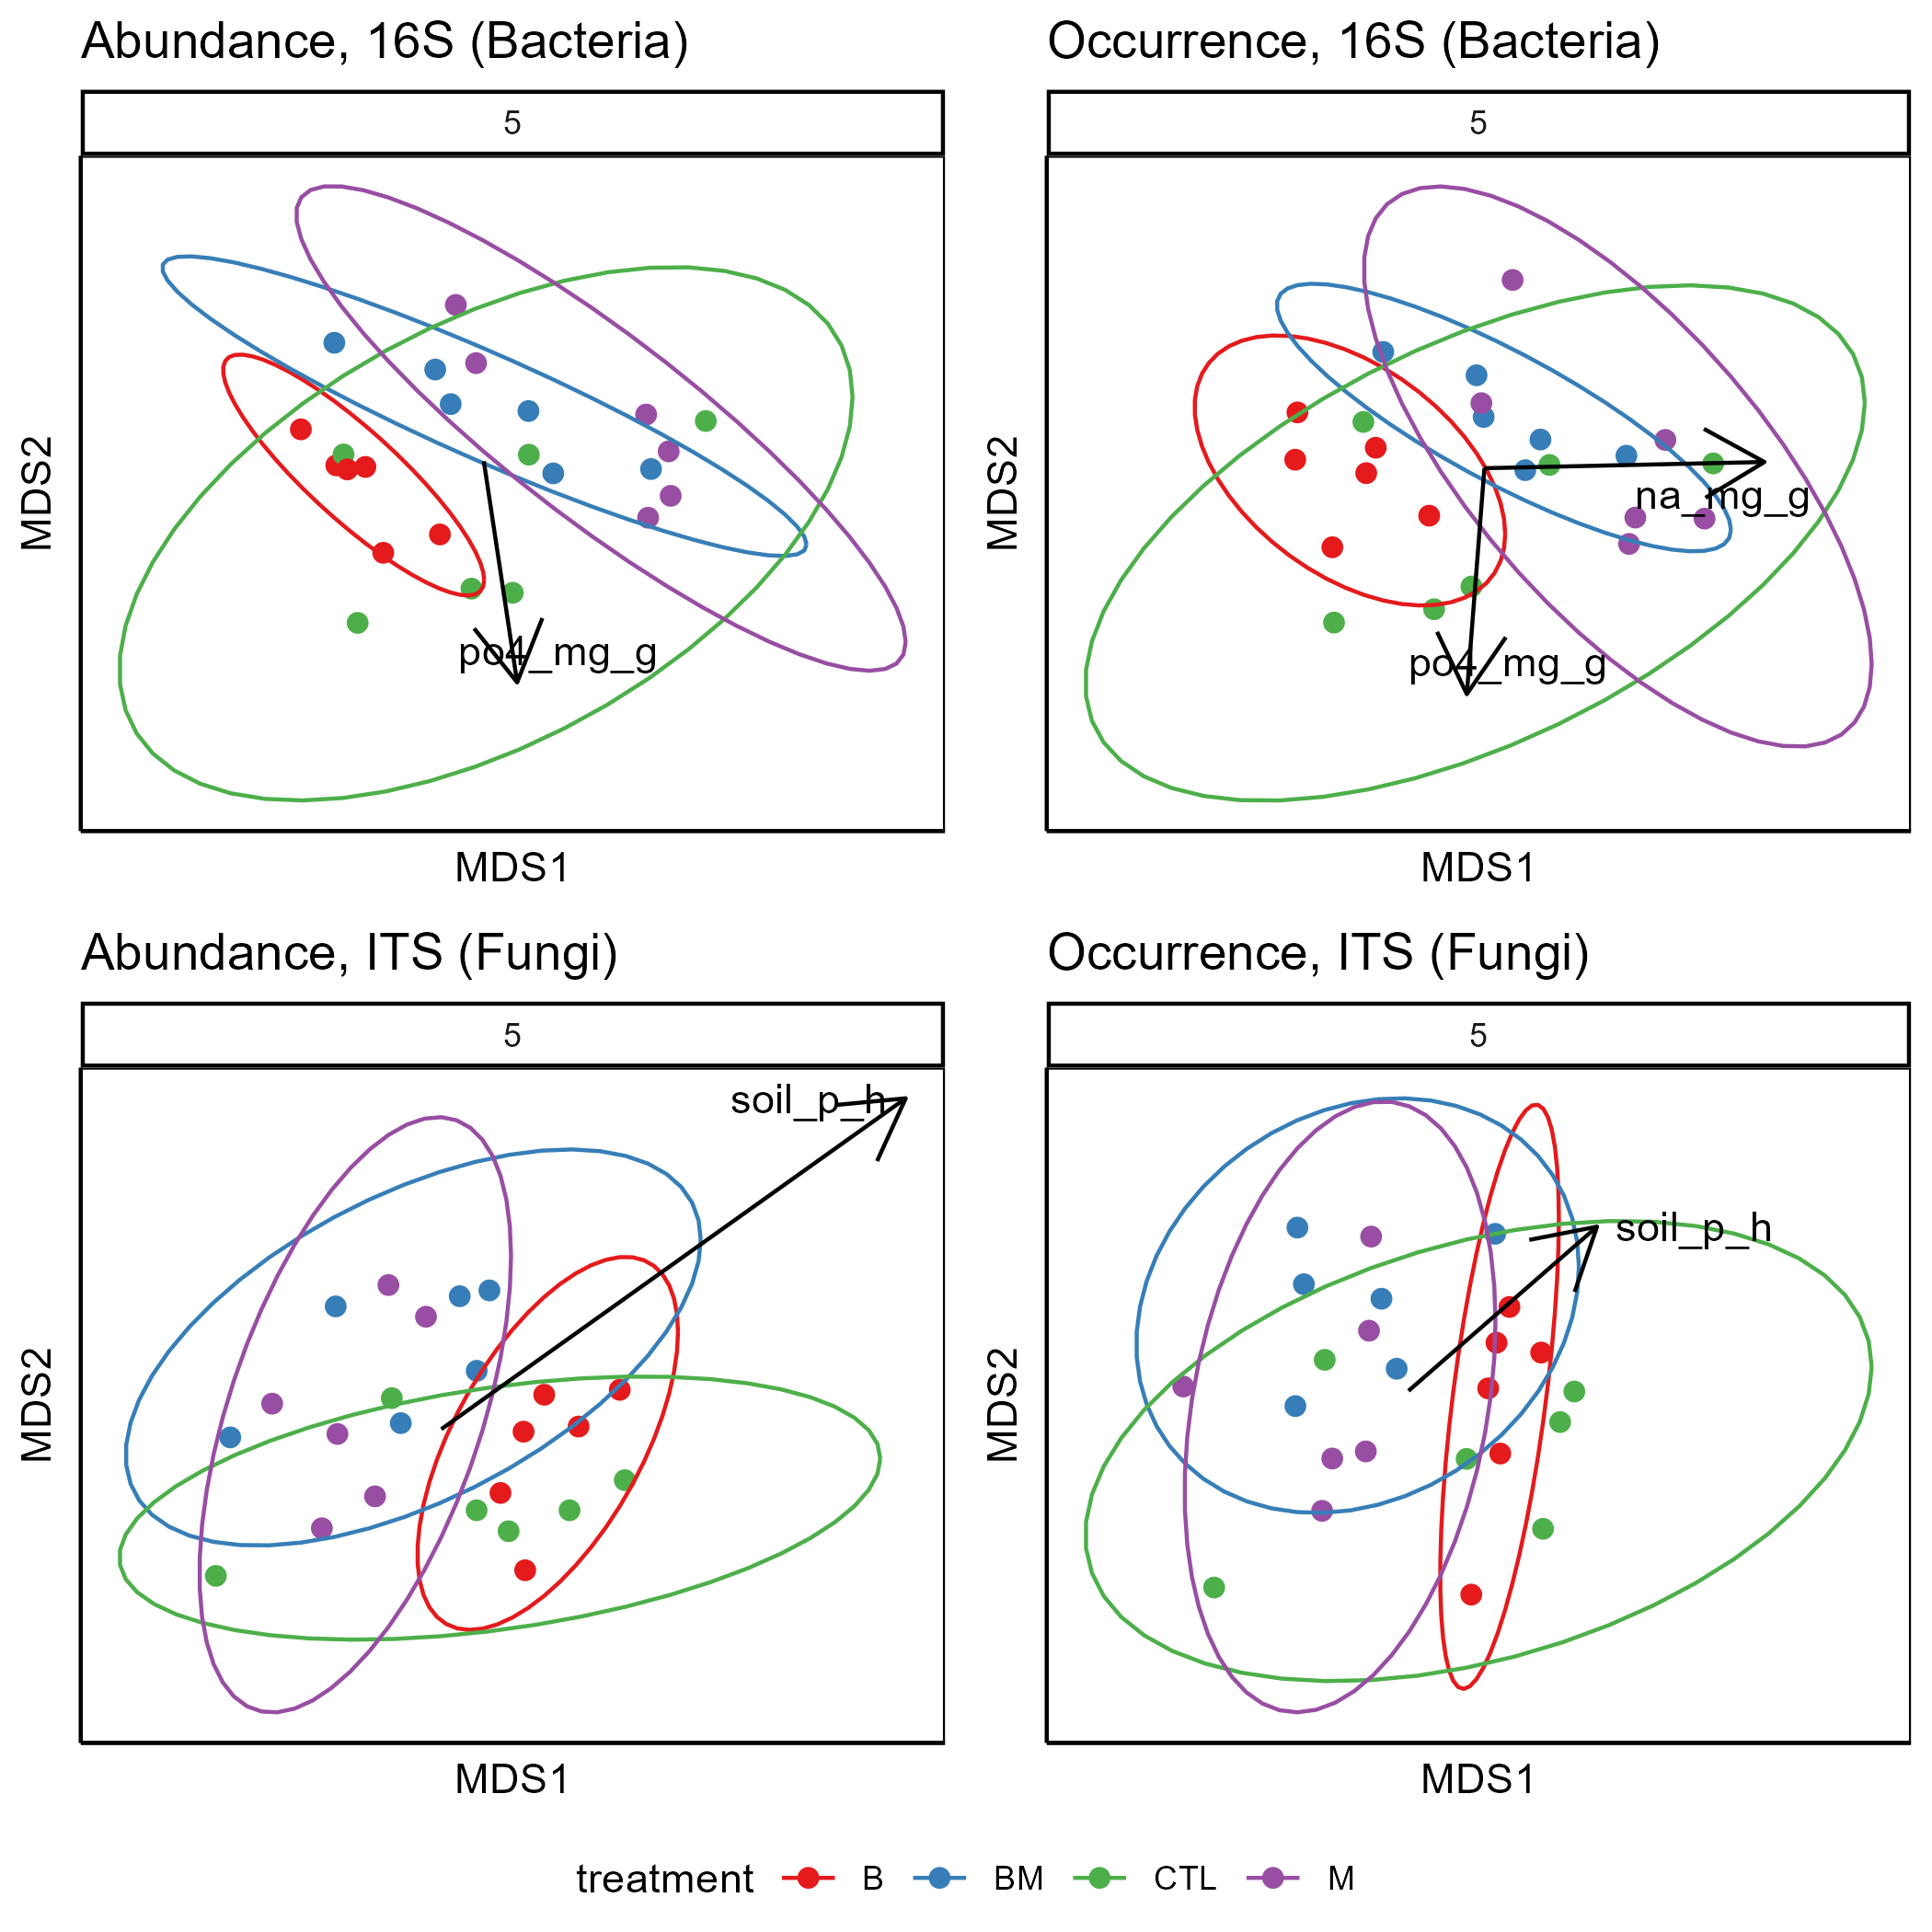 Abundance, 16S (Bacteria)
5
po4_mg_g
MDS2
MDS1
Occurrence, 16S (Bacteria)
5
na_mg_g
po4_mg_g
MDS2
MDS1
Abundance, ITS (Fungi)
5
soil_p_h
MDS2
MDS1
Occurrence, ITS (Fungi)
5
soil_p_h
MDS2
MDS1
treatment B BM CTL M